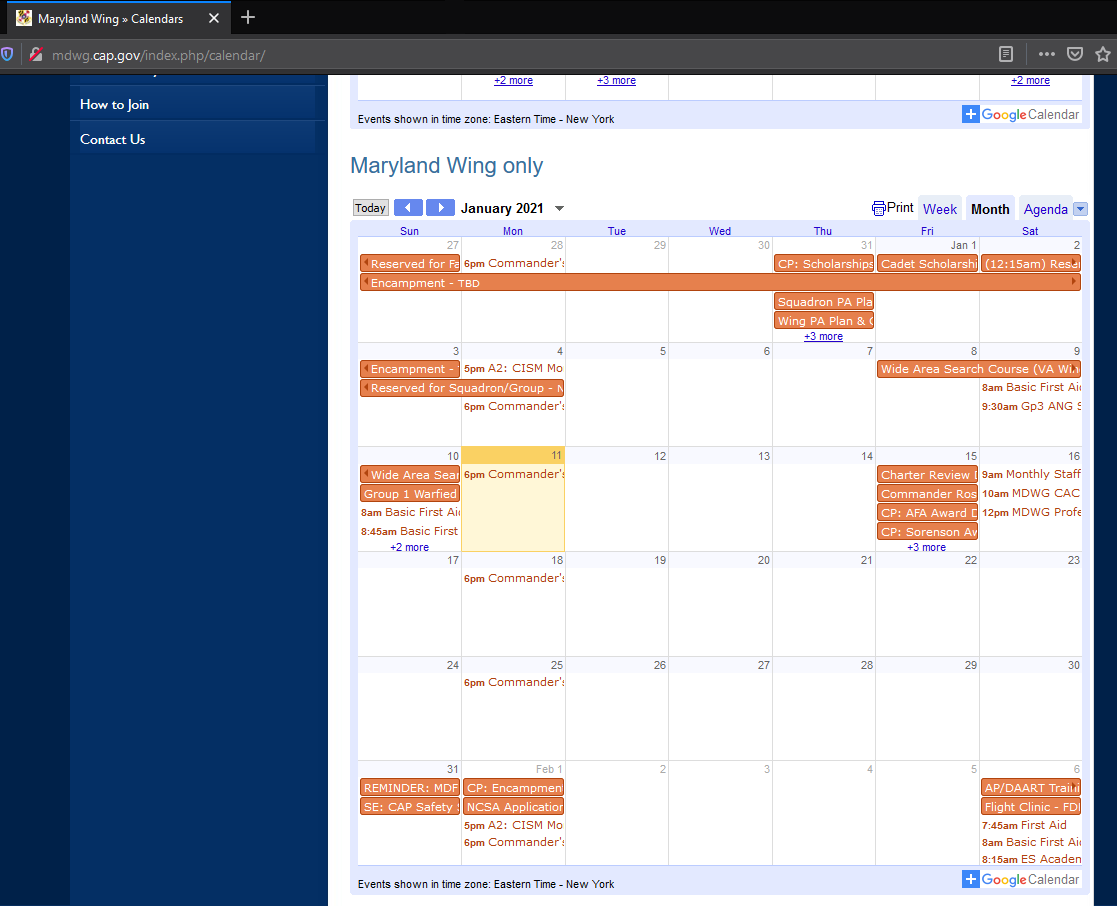 Maryland Wing » Calendars
mdwg.cap.gov/index.php/calendar/
How to Join
Contact Us
+2 more +3 more +2 more
Events shown in time zone: Eastern Time - New York
Google Calendar
Maryland Wing only
Today January 2021 Print Week Month Agenda
Sun Mon Tue Wed Thu Fri Sat
27 28 29 30 31 Jan 1 2
Reserved for Fa 6pm Commander's CP: Scholarships Cadet Scholarshi (12:15am) Rese
Encampment - TBD
Squadron PA Pla
Wing PA Plan &
+3 more
3 4 5 6 7 8 9
Encampment - 5pm A2: CISM Mo Wide Area Search Course (VA Win
Reserved for Squadron/Group - N 8am Basic First Aid
6pm Commander's 9:30am Gp3 ANG S
10 11 12 13 14 15 16
Wide Area Sear 6pm Commander's Charter Review 9am Monthly Staff
Group 1 Warfied Commander Ros 10am MDWG CAC
8am Basic First Aid CP: AFA Award D 12pm MDWG Profe
8:45am Basic First CP: Sorenson Aw
+2 more +3 more
17 18 19 20 21 22 23
6pm Commander's
24 25 26 27 28 29 30
6pm Commander's
31 Feb 1 2 3 4 5 6
REMINDER: MDF CP: Encampment AP/DAART Traini
SE: CAP Safety NCSA Application Flight Clinic - FD
5pm A2: CISM Mo 7:45am First Aid
6pm Commander's 8am Basic First Aid
8:15am ES Academ
Events shown in time zone: Eastern Time - New York
Google Calendar